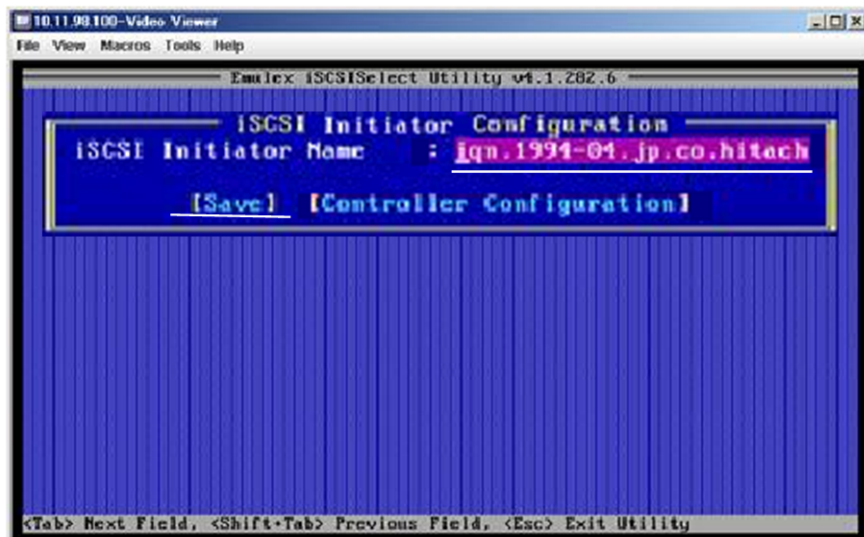 10.11.98.100-Video Viewer
File View Macros Tools Help
Emulex iSCSISelect Utility v4.1.282.6
iSCSI Initiator Configuration
iSCSI Initiator Name : iqn.1994-04.jp.co.hitach
[Save] [Controller Configuration]
<Tab> Next Field, <Shift+Tab> Previous Field, <Esc> Exit Utility